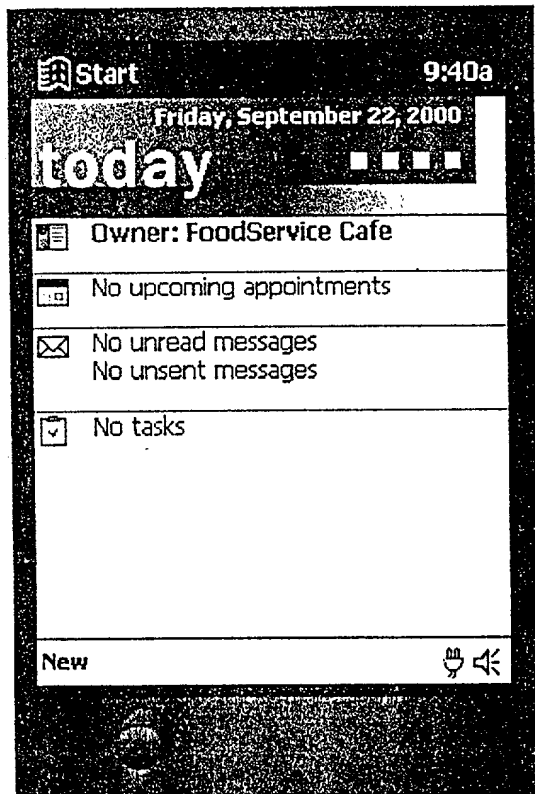 Start 9:40a
Friday, September 22, 2000
today
Owner: FoodService Cafe
No upcoming appointments
No unread messages
No unsent messages
No tasks
New